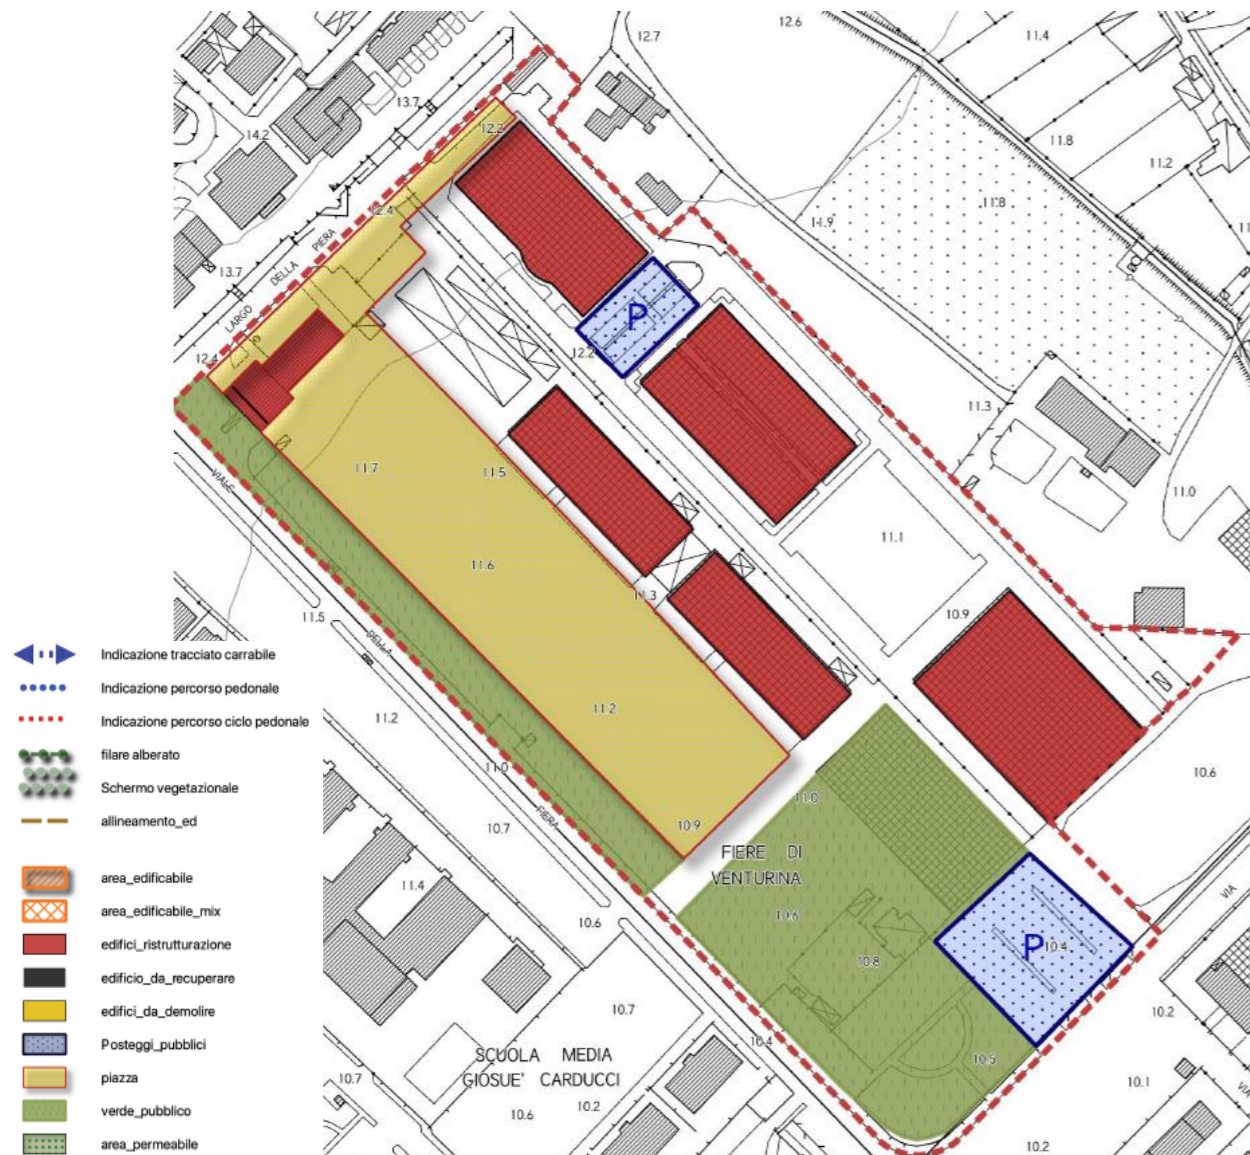 12.6
12.7
11.4
13.7
12.2
14.2
11.8
11.2
11.8
12.4
11.9
13.7
LARGO DELLA FIERA
P
12.4
12.2
11.3
11.7
11.5
11.0
VIALE
11.1
11.6
11.3
10.9
11.5
DELLA
11.2
11.2
11.0
10.6
11.0
FIERA
10.7
10.9
FIERE DI
VENTURINA
11.4
VIA
10.6
10.6
P
10.4
10.8
10.7
10.2
10.4
SCUOLA MEDIA
GIOSUE' CARDUCCI
10.5
10.7
10.1
VIA
10.6
10.2
10.2
Indicazione tracciato carrabile
Indicazione percorso pedonale
Indicazione percorso ciclo pedonale
filare alberato
Schermo vegetazionale
allineamento_ed
area_edificabile
area_edificabile_mix
edifici_ristrutturazione
edificio_da_recuperare
edifici_da_demolire
Posteggi_pubblici
piazza
verde_pubblico
area_permeabile